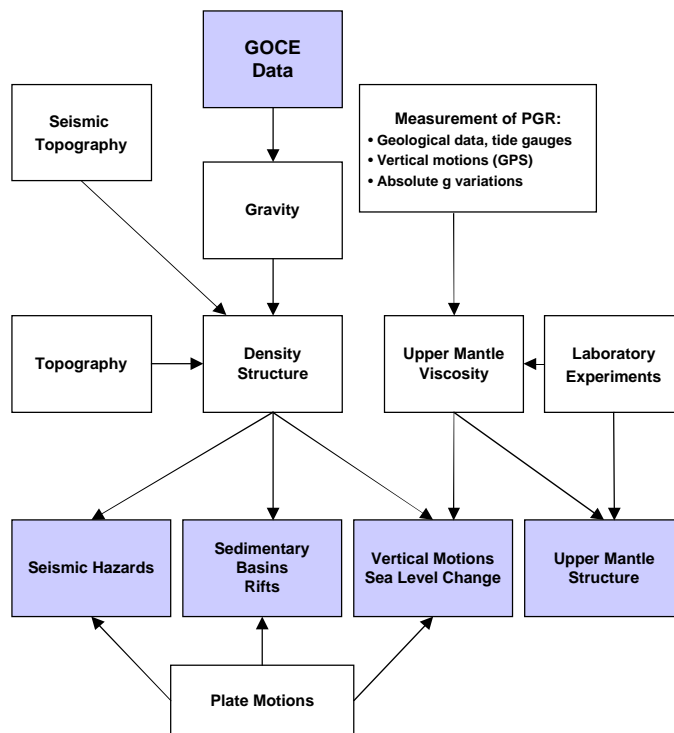 GOCE
Data
Seismic
Topography
Measurement of PGR:
• Geological data, tide gauges
• Vertical motions (GPS)
• Absolute g variations
Gravity
Topography
Density
Structure
Upper Mantle
Viscosity
Laboratory
Experiments
Seismic Hazards
Sedimentary
Basins
Rifts
Vertical Motions
Sea Level Change
Upper Mantle
Structure
Plate Motions